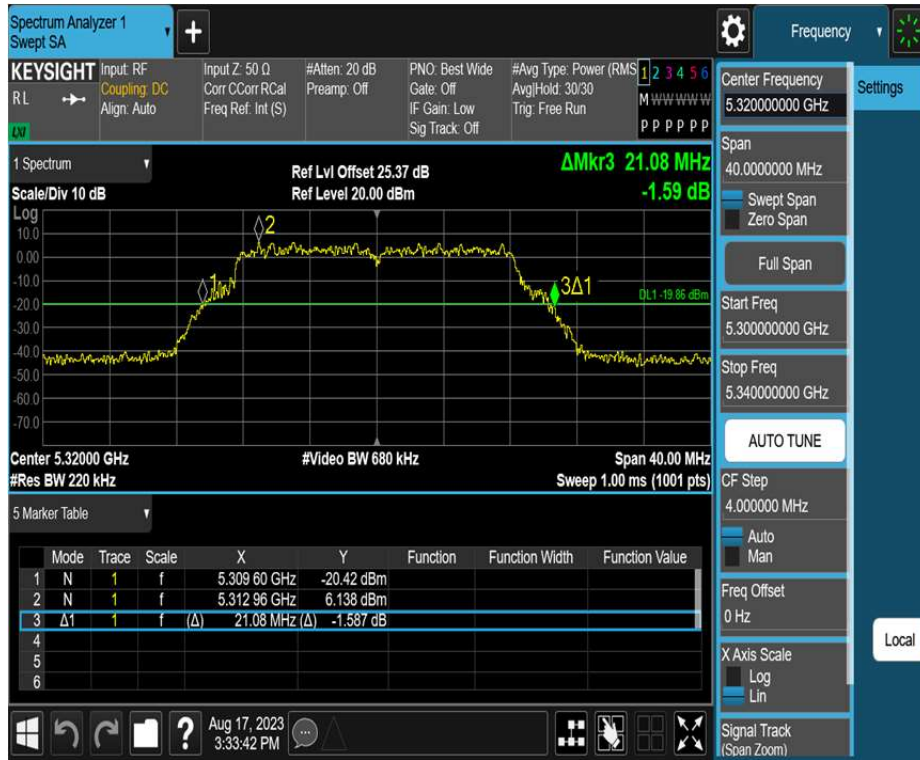 Spectrum Analyzer 1
Swept SA
+
Frequency
KEYSIGHT
RL
LXI
Input: RF
Coupling: DC
Align: Auto
Input Z: 50 Ω
Corr CCorr RCal
Freq Ref: Int (S)
#Atten: 20 dB
Preamp: Off
PNO: Best Wide
Gate: Off
IF Gain: Low
Sig Track: Off
#Avg Type: Power (RMS
Avg|Hold: 30/30
Trig: Free Run
1 2 3 4 5 6
M W W W W W
P P P P P P
1 Spectrum
Scale/Div 10 dB
Ref Lvl Offset 25.37 dB
Ref Level 20.00 dBm
ΔMkr3 21.08 MHz
-1.59 dB
Log
10.0
0.00
-10.0
-20.0
-30.0
-40.0
-50.0
-60.0
-70.0
1
2
3Δ1
DL1 -19.86 dBm
Center 5.32000 GHz
#Video BW 680 kHz
Span 40.00 MHz
#Res BW 220 kHz
Sweep 1.00 ms (1001 pts)
5 Marker Table
Mode Trace Scale X Y Function Function Width Function Value
1 N 1 f 5.309 60 GHz -20.42 dBm
2 N 1 f 5.312 96 GHz 6.138 dBm
3 Δ1 1 f (Δ) 21.08 MHz (Δ) -1.587 dB
4
5
6
?
Aug 17, 2023
3:33:42 PM
Center Frequency
5.320000000 GHz
Settings
Span
40.0000000 MHz
Swept Span
Zero Span
Full Span
Start Freq
5.300000000 GHz
Stop Freq
5.340000000 GHz
AUTO TUNE
CF Step
4.000000 MHz
Auto
Man
Freq Offset
0 Hz
Local
X Axis Scale
Log
Lin
Signal Track
(Span Zoom)